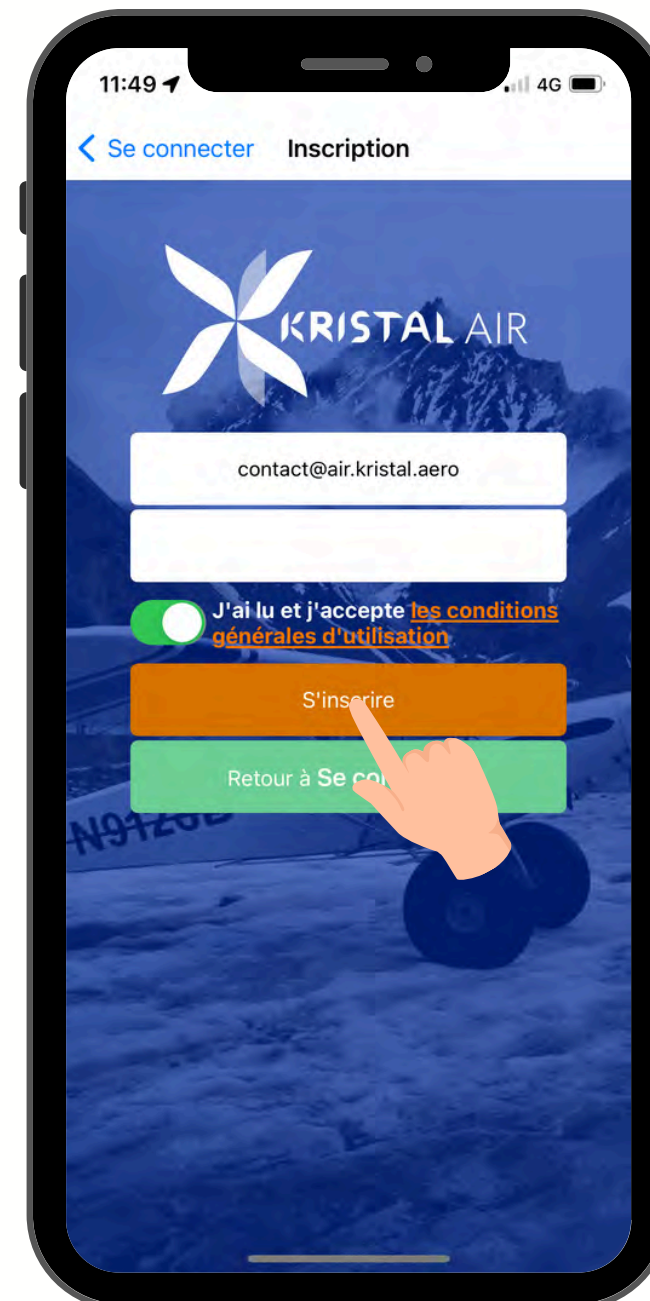 11:49
4G
Se connecter Inscription
KRISTAL AIR
contact@air.kristal.aero
J'ai lu et j'accepte les conditions
générales d'utilisation
S'inscrire
Retour à Se